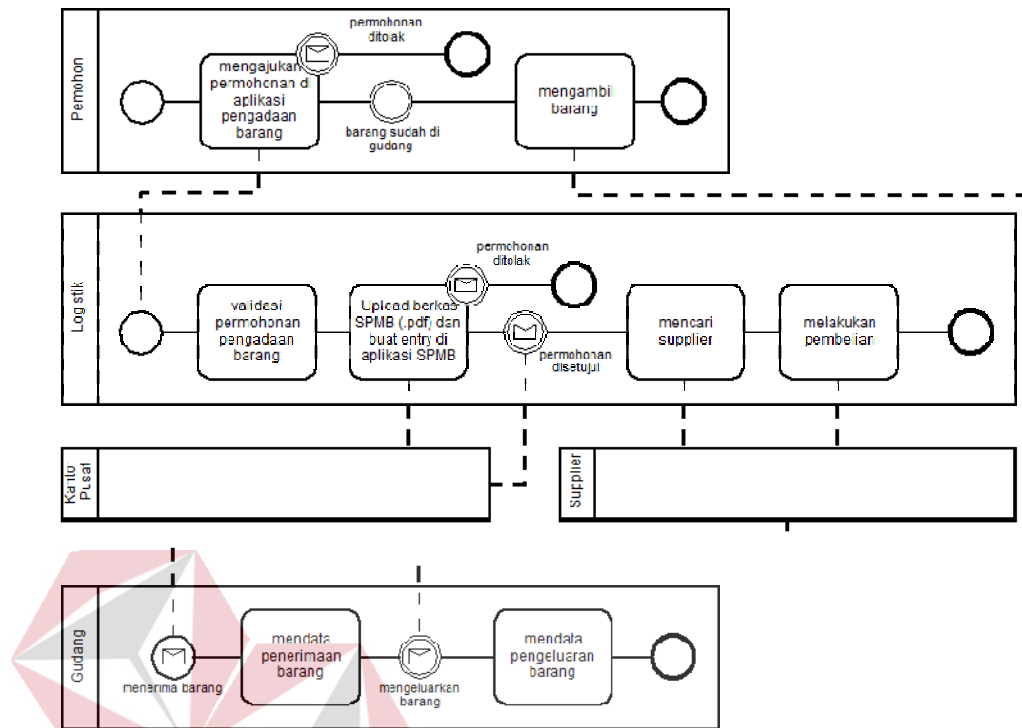 Pemohon
permohonan
ditoak
mengajukan
permohonan di
aplikasi
pengadaan
barang
barang sudah di
gudang
mengambil
barang
Logistik
validasi
permohonan
pengadaan
barang
permohonan
ditolak
Upload berkas
SPMB (.pdf) dan
buat entry di
aplikasi SPMB
permohonan
disetujui
mencari
supplier
melakukan
pembelian
Kanto
Pusat
Supplier
Gudang
menerima barang
mendata
penerimaan
barang
mengeluarkan
barang
mendata
pengeluaran
barang